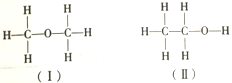 H H H H
H—C—O—C—H H—C—C—O—H
H H H H
(Ⅰ) (Ⅱ)